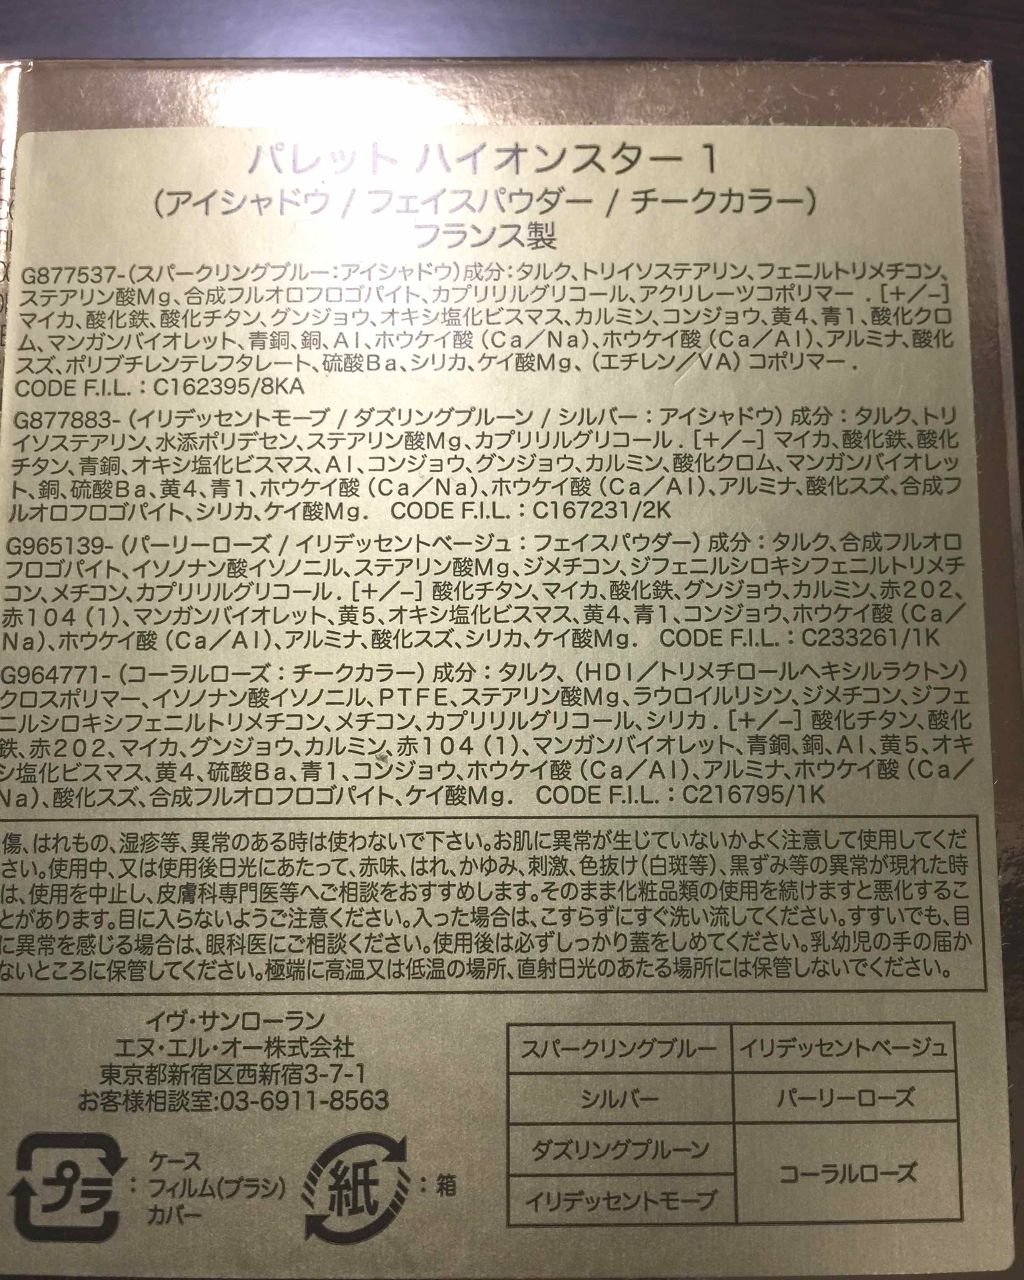 パレット ハイオンスター 1
(アイシャドウ / フェイスパウダー / チークカラー)
フランス製
G877537-(スパークリングブルー：アイシャドウ)成分：タルク、トリイソステアリン、フェニルトリメチコン、
ステアリン酸Mg、合成フルオロフロゴパイト、カプリリルグリコール、アクリレーツコポリマー . [+/−]
マイカ、酸化鉄、酸化チタン、グンジョウ、オキシ塩化ビスマス、カルミン、コンジョウ、黄4、青1、酸化クロ
ム、マンガンバイオレット、青銅、銅、Al、ホウケイ酸(Ca/Na)、ホウケイ酸(Ca/Al)、アルミナ、酸化
スズ、ポリブチレンテレフタレート、硫酸Ba、シリカ、ケイ酸Mg、(エチレン/VA)コポリマー .
CODE F.I.L.：C162395/8KA
G877883- (イリデッセントモーブ / ダズリングプルーン / シルバー：アイシャドウ) 成分：タルク、トリ
イソステアリン、水添ポリデセン、ステアリン酸Mg、カプリリルグリコール . [+/−] マイカ、酸化鉄、酸化
チタン、青銅、オキシ塩化ビスマス、Al、コンジョウ、グンジョウ、カルミン、酸化クロム、マンガンバイオレッ
ト、銅、硫酸Ba、黄4、青1、ホウケイ酸(Ca/Na)、ホウケイ酸(Ca/Al)、アルミナ、酸化スズ、合成フ
ルオロフロゴパイト、シリカ、ケイ酸Mg. CODE F.I.L.：C167231/2K
G965139- (パーリーローズ / イリデッセントベージュ：フェイスパウダー) 成分：タルク、合成フルオロ
フロゴパイト、イソノナン酸イソノニル、ステアリン酸Mg、ジメチコン、ジフェニルシロキシフェニルトリメチ
コン、メチコン、カプリリルグリコール . [+/−] 酸化チタン、マイカ、酸化鉄、グンジョウ、カルミン、赤202、
赤104(1)、マンガンバイオレット、黄5、オキシ塩化ビスマス、黄4、青1、コンジョウ、ホウケイ酸(Ca/
Na)、ホウケイ酸(Ca/Al)、アルミナ、酸化スズ、シリカ、ケイ酸Mg. CODE F.I.L.：C233261/1K
G964771- (コーラルローズ：チークカラー) 成分：タルク、(HDI/トリメチロールヘキシルラクトン)
クロスポリマー、イソノナン酸イソノニル、PTFE、ステアリン酸Mg、ラウロイルリシン、ジメチコン、ジフェ
ニルシロキシフェニルトリメチコン、メチコン、カプリリルグリコール、シリカ . [+/−] 酸化チタン、酸化
鉄、赤202、マイカ、グンジョウ、カルミン、赤104(1)、マンガンバイオレット、青銅、銅、Al、黄5、オキ
シ塩化ビスマス、黄4、硫酸Ba、青1、コンジョウ、ホウケイ酸(Ca/Al)、アルミナ、ホウケイ酸(Ca/
Na)、酸化スズ、合成フルオロフロゴパイト、ケイ酸Mg. CODE F.I.L.：C216795/1K
傷、はれもの、湿疹等、異常のある時は使わないで下さい。お肌に異常が生じていないかよく注意して使用してくだ
さい。使用中、又は使用後日光にあたって、赤味、はれ、かゆみ、刺激、色抜け(白斑等)、黒ずみ等の異常が現れた時
は、使用を中止し、皮膚科専門医等へご相談をおすすめします。そのまま化粧品類の使用を続けますと悪化するこ
とがあります。目に入らないようご注意ください。入った場合は、こすらずにすぐ洗い流してください。すすいでも、目
に異常を感じる場合は、眼科医にご相談ください。使用後は必ずしっかり蓋をしめてください。乳幼児の手の届か
ないところに保管してください。極端に高温又は低温の場所、直射日光のあたる場所には保管しないでください。
イヴ・サンローラン
エヌ・エル・オー株式会社
東京都新宿区西新宿3-7-1
お客様相談室:03-6911-8563
スパークリングブルー イリデッセントベージュ
シルバー パーリーローズ
ダズリングプルーン
コーラルローズ
イリデッセントモーブ
プラ：ケース
フィルム(ブラシ)
カバー
紙：箱